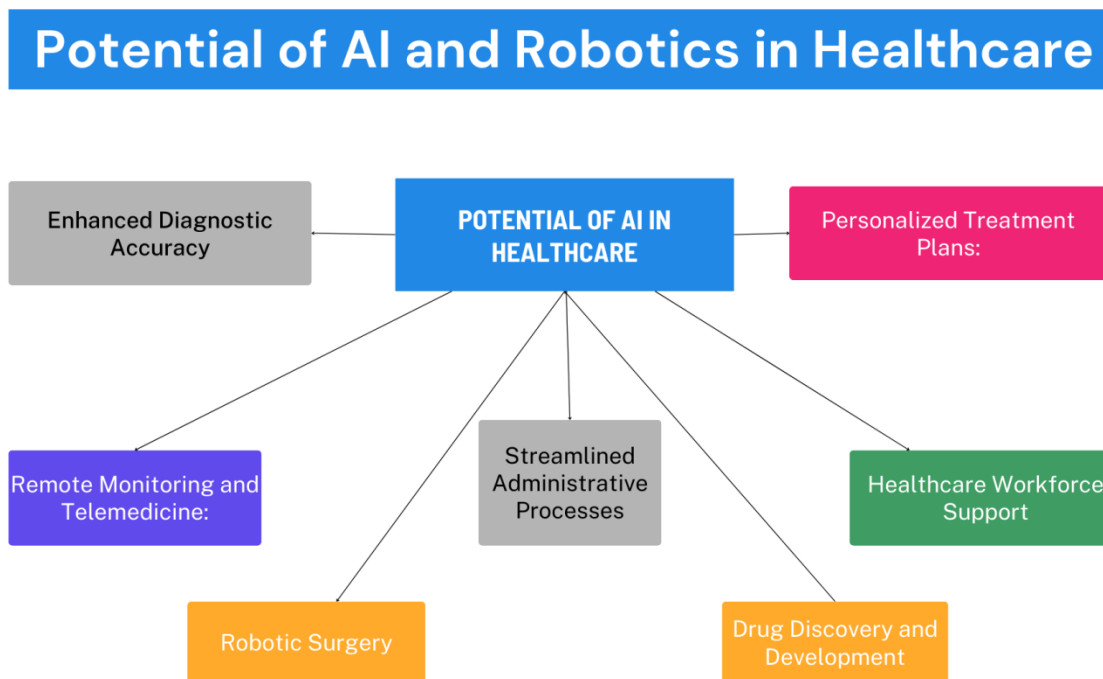 Potential of AI and Robotics in Healthcare
Enhanced Diagnostic
Accuracy
POTENTIAL OF AI IN
HEALTHCARE
Personalized Treatment
Plans:
Remote Monitoring and
Telemedicine:
Streamlined
Administrative
Processes
Healthcare Workforce
Support
Robotic Surgery
Drug Discovery and
Development